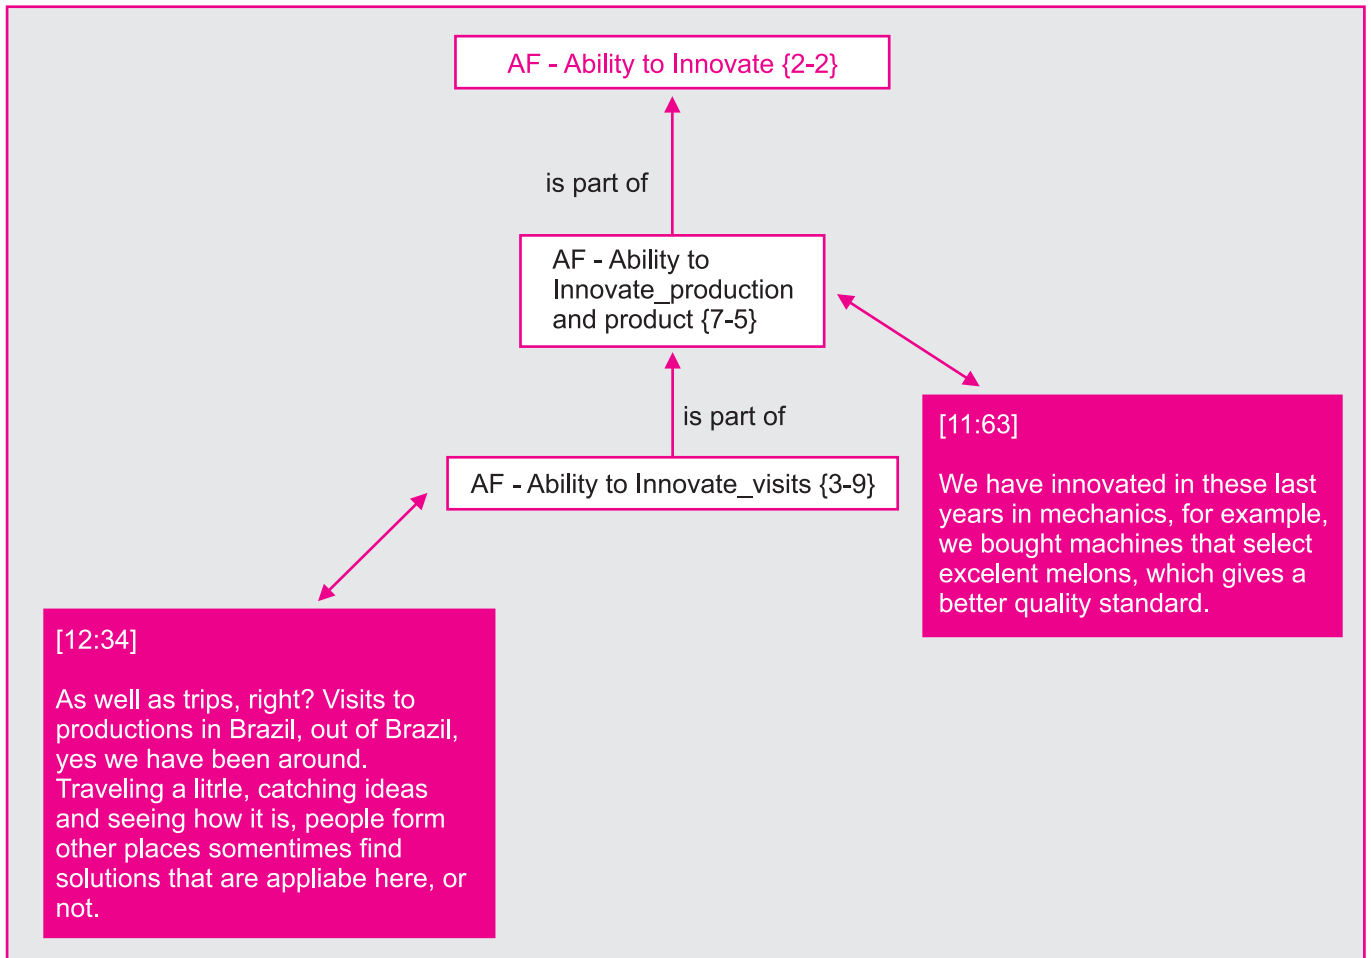 AF - Ability to Innovate {2-2}
is part of
AF - Ability to
Innovate_production
and product {7-5}
is part of
AF - Ability to Innovate_visits {3-9}
[11:63]
We have innovated in these last
years in mechanics, for example,
we bought machines that select
excelent melons, which gives a
better quality standard.
[12:34]
As well as trips, right? Visits to
productions in Brazil, out of Brazil,
yes we have been around.
Traveling a litrle, catching ideas
and seeing how it is, people form
other places somentimes find
solutions that are appliabe here, or
not.